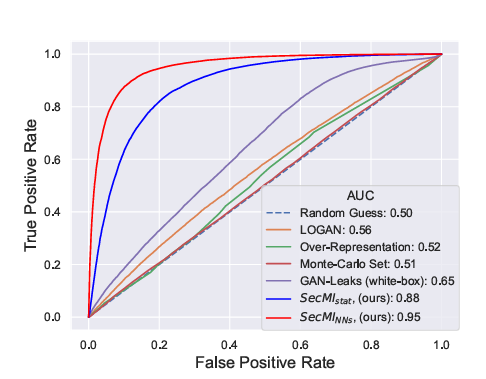 1.0
0.8
0.6
0.4
0.2
0.0
True Positive Rate
AUC
Random Guess: 0.50
LOGAN: 0.56
Over-Representation: 0.52
Monte-Carlo Set: 0.51
GAN-Leaks (white-box): 0.65
SecMI_stat, (ours): 0.88
SecMI_NNs, (ours): 0.95
0.0 0.2 0.4 0.6 0.8 1.0
False Positive Rate